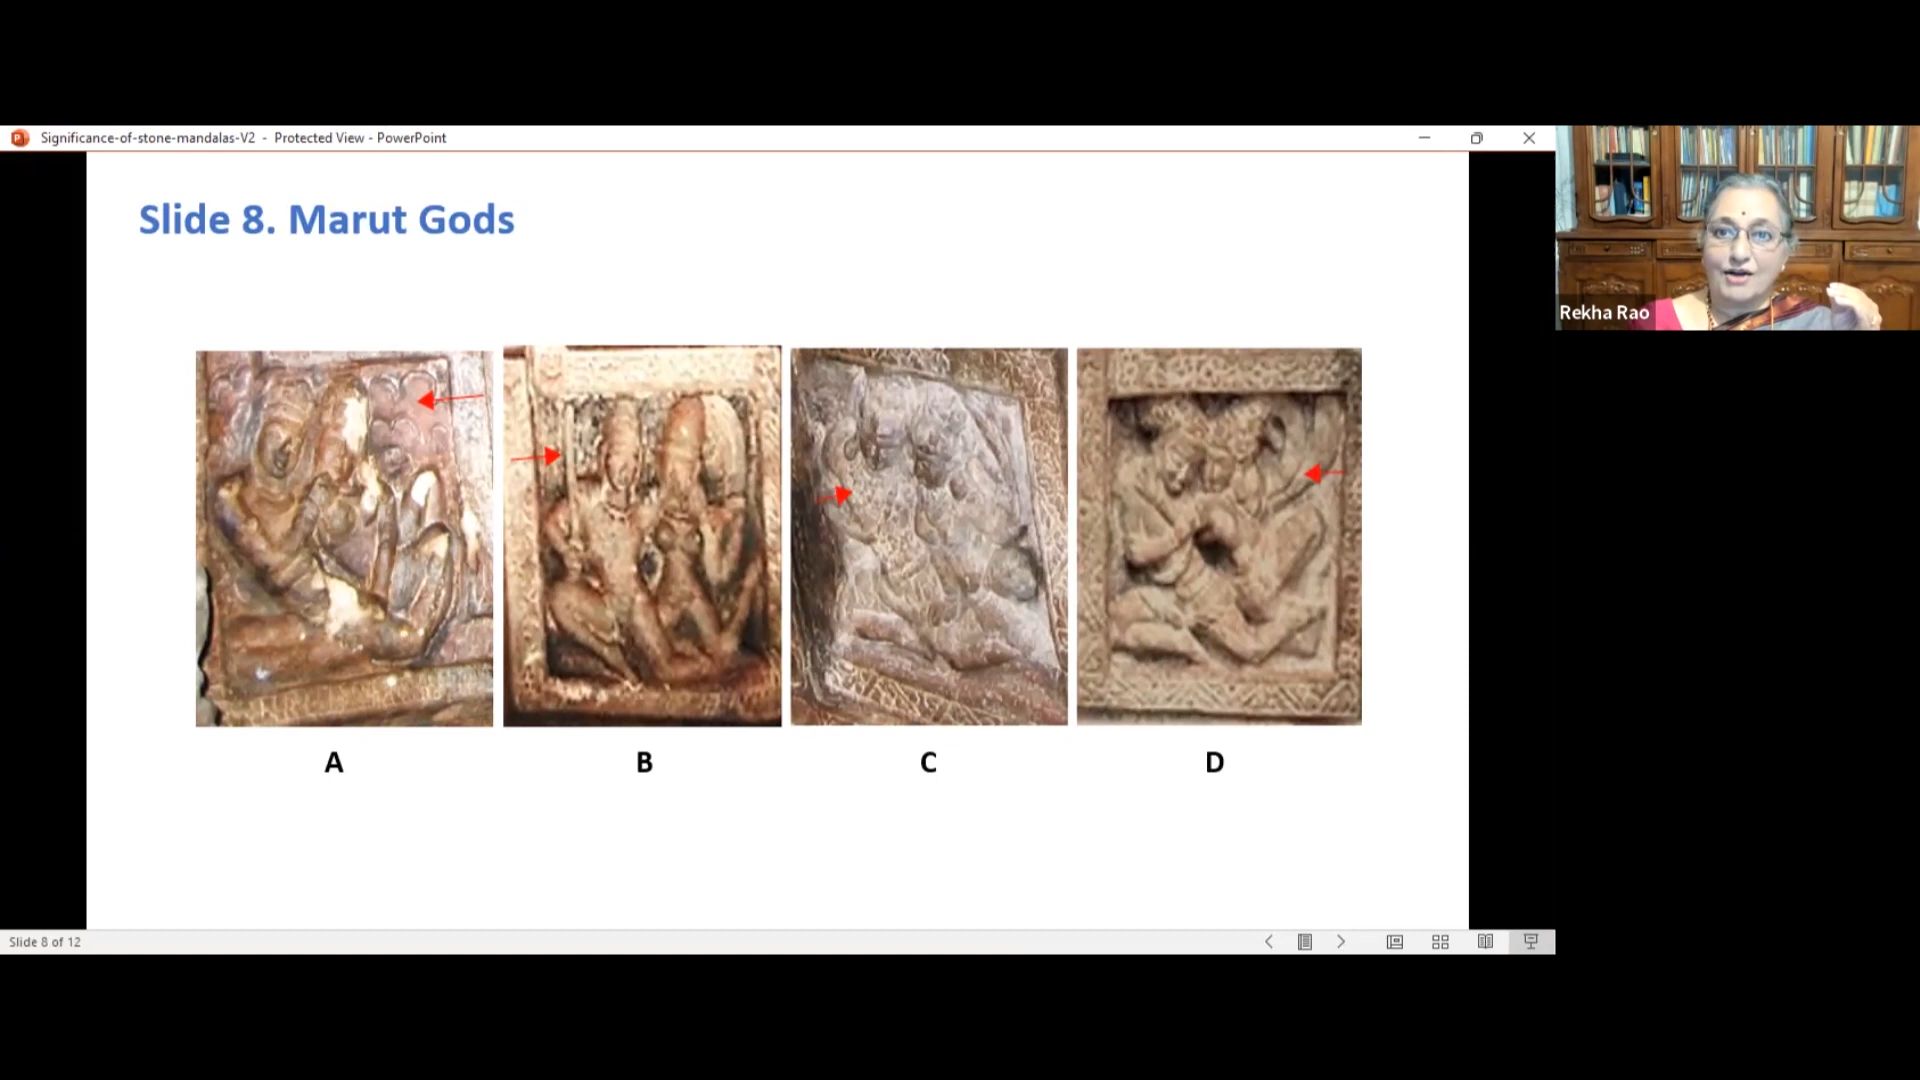 Significance-of-stone-mandalas-V2 - Protected View - PowerPoint
Slide 8. Marut Gods
Rekha Rao
A
B
C
D
Slide 8 of 12